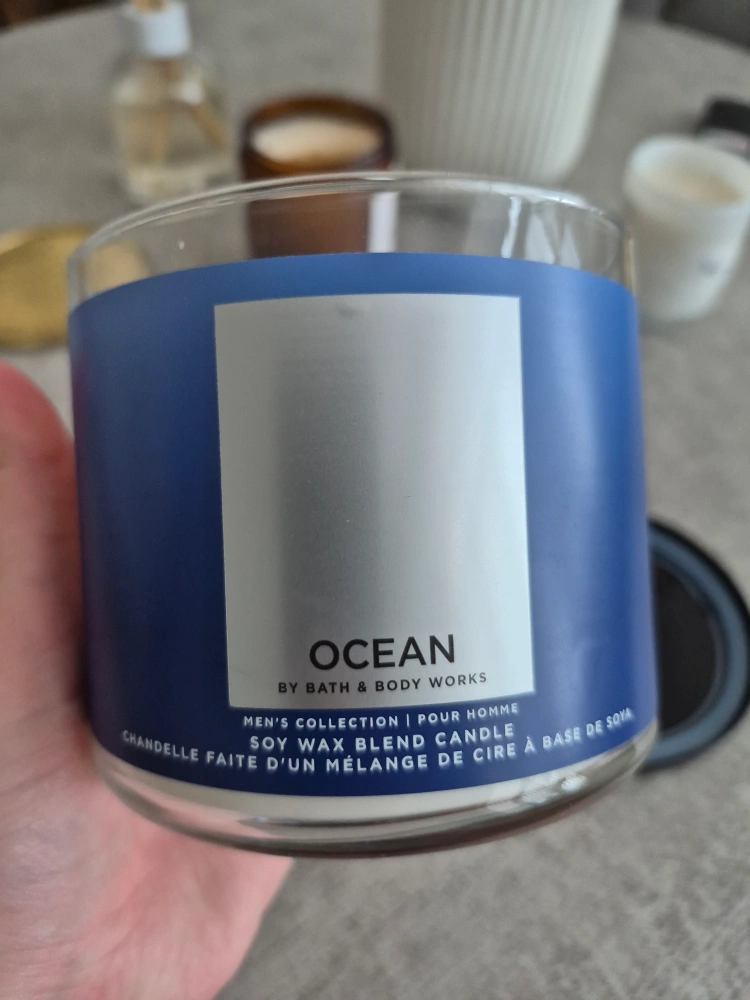 OCEAN
BY BATH & BODY WORKS
MEN'S COLLECTION | POUR HOMME
SOY WAX BLEND CANDLE
CHANDELLE FAITE D'UN MÉLANGE DE CIRE À BASE DE SOYA